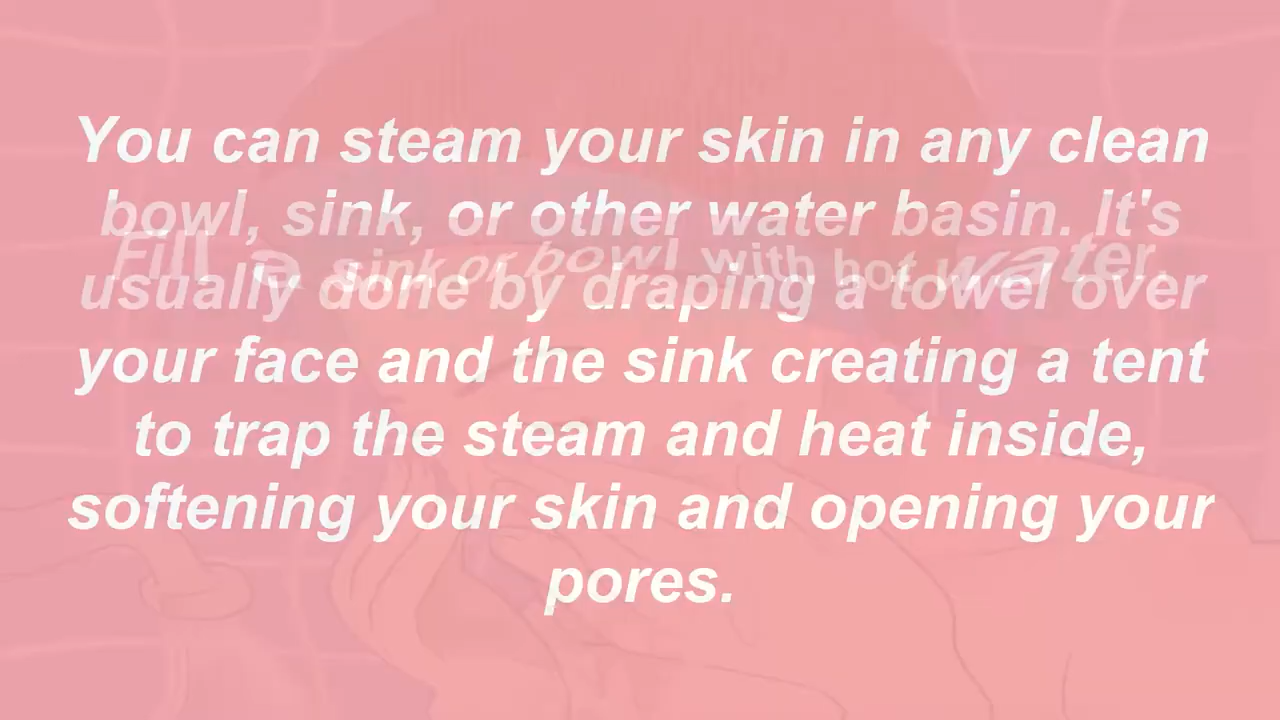 You can steam your skin in any clean
bowl, sink, or other water basin. It's
Fill a sink or bowl with hot water.
usually done by draping a towel over
your face and the sink creating a tent
to trap the steam and heat inside,
softening your skin and opening your
pores.